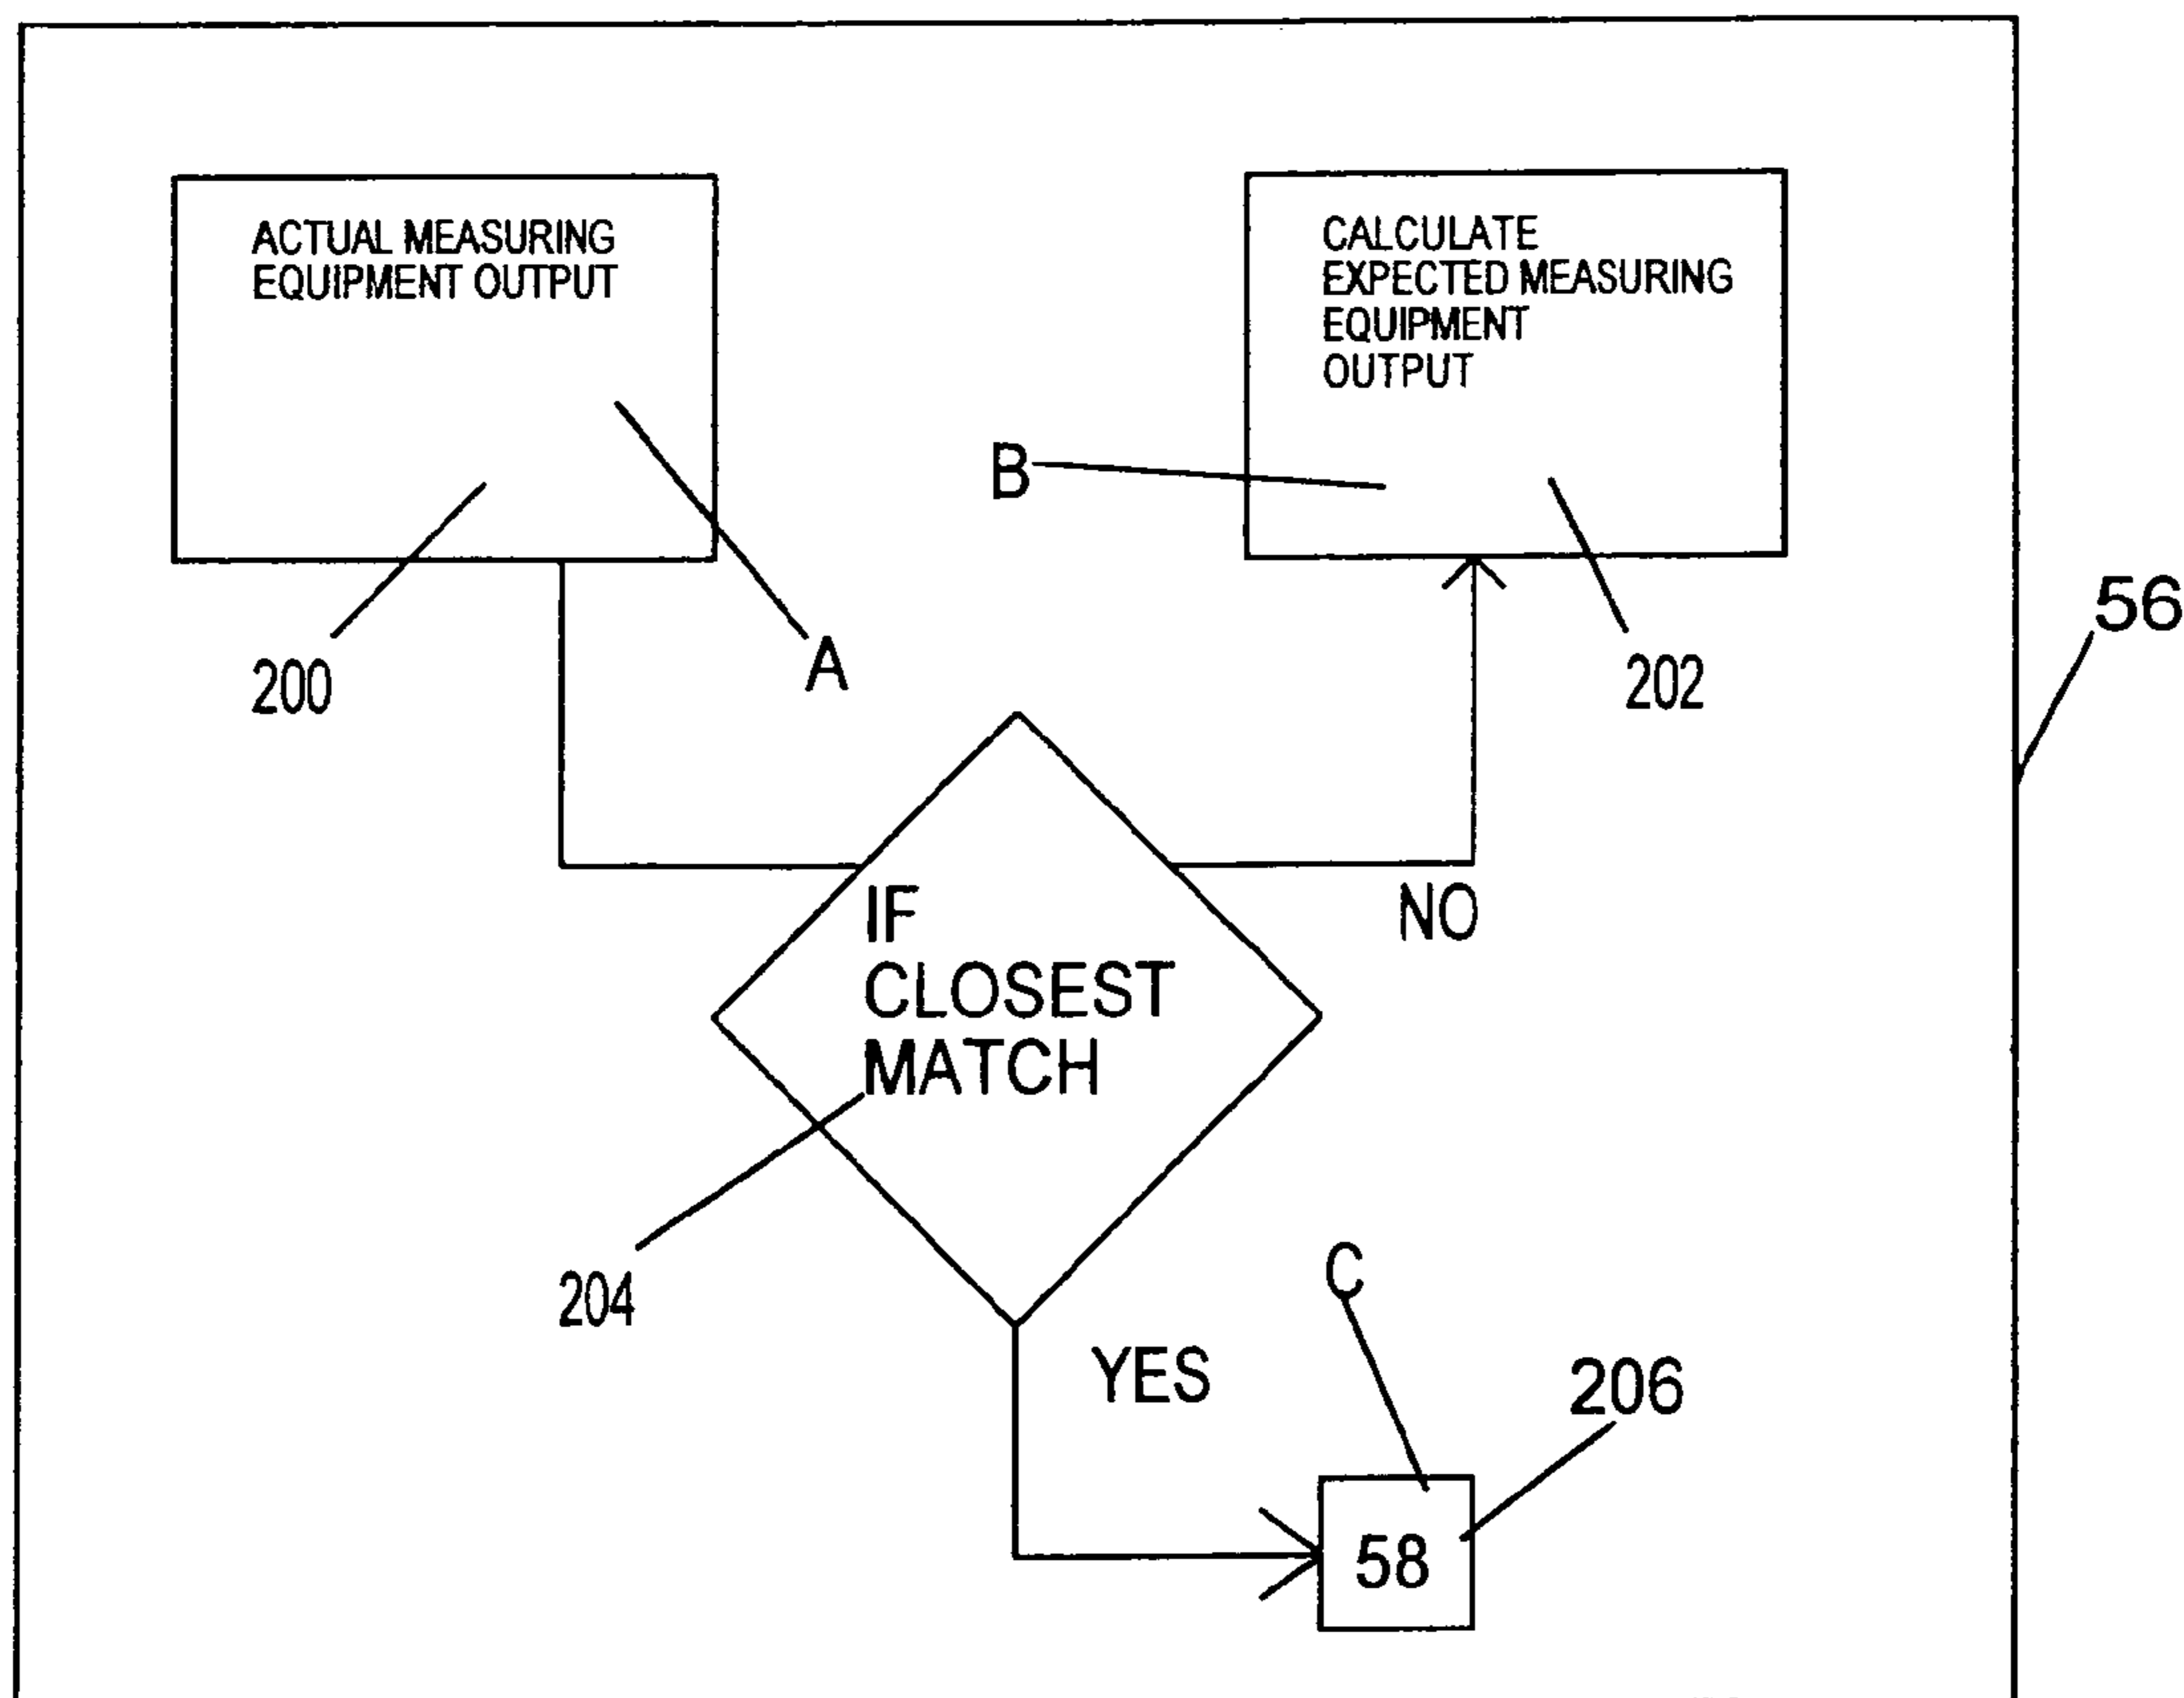 ACTUAL MEASURING
EQUIPMENT OUTPUT
CALCULATE
EXPECTED MEASURING
EQUIPMENT
OUTPUT
B
56
200
A
202
IF
CLOSEST
MATCH
NO
204
C
YES
206
58